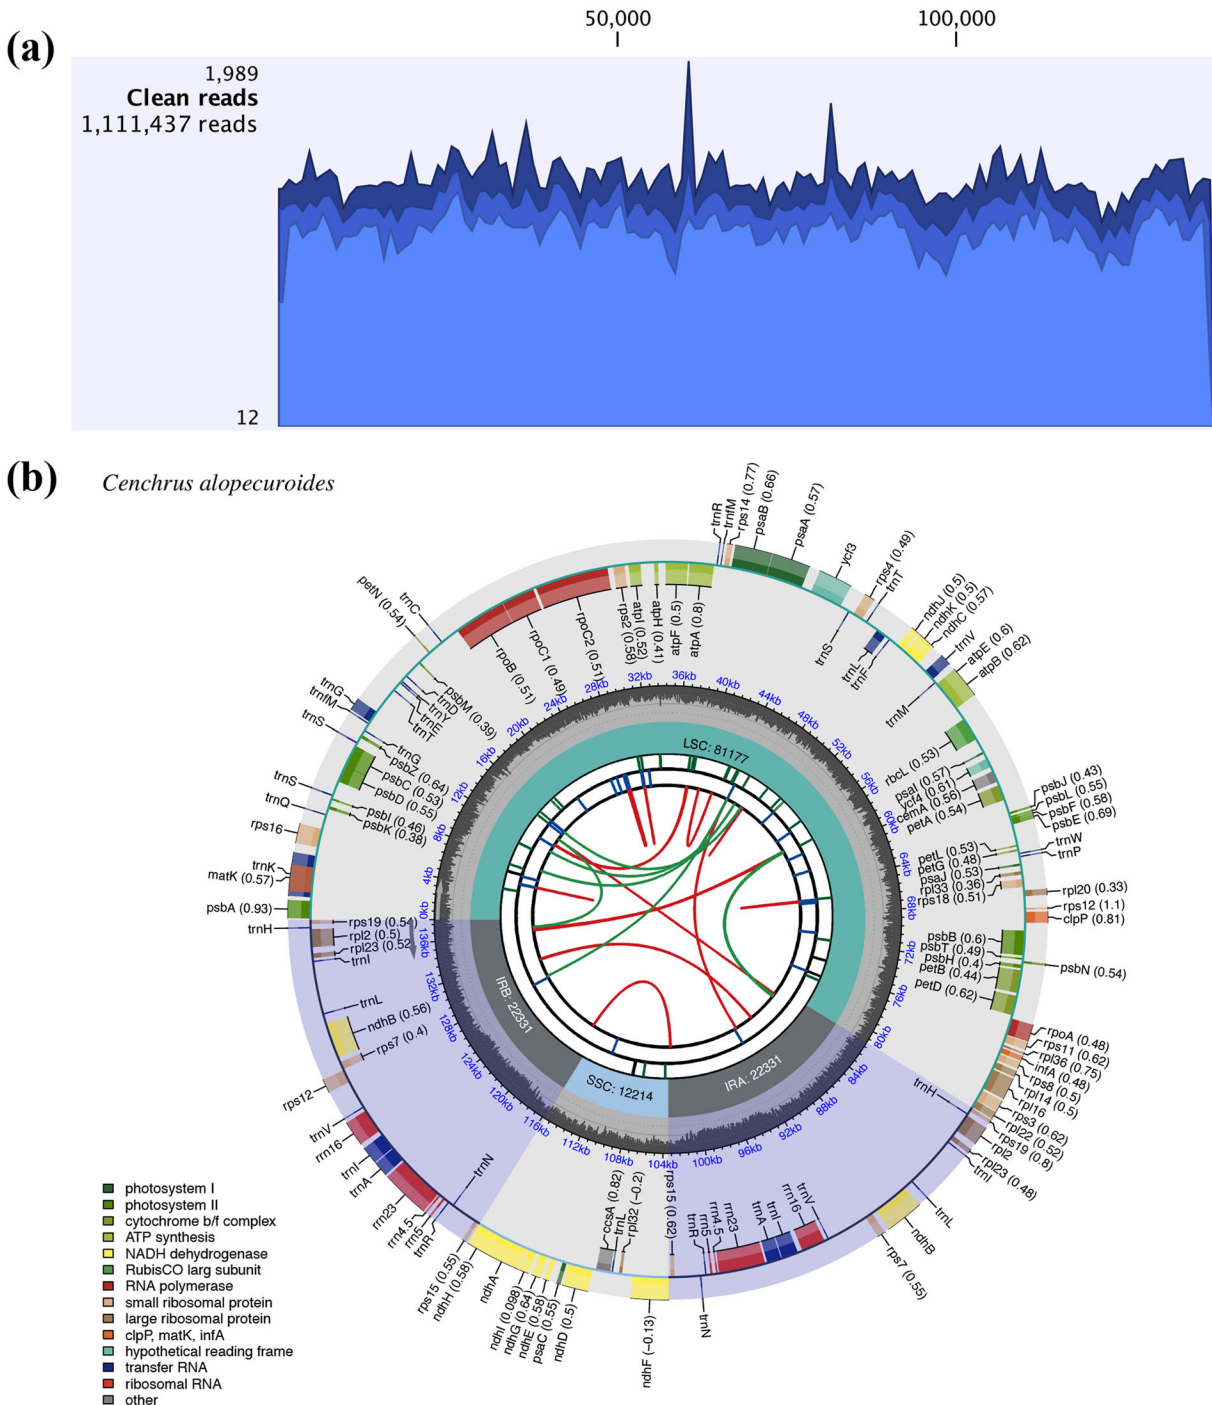 (a)
50,000
100,000
1,989
Clean reads
1,111,437 reads
12
(b)
Cenchrus alopecuroides
trnR
trnfM
rps14 (0.77)
psaB (0.66)
psaA (0.57)
ycf3
rps4 (0.49)
trnT
trnS
trnL
trnF
ndhJ (0.5)
ndhK (0.5)
ndhC (0.57)
trnV
atpE (0.6)
atpB (0.62)
trnM
rbcL (0.53)
psaI (0.57)
ycf4 (0.61)
cemA (0.56)
petA (0.54)
psbJ (0.43)
psbL (0.55)
psbF (0.58)
psbE (0.69)
petL (0.53)
petG (0.48)
psaJ (0.53)
rpl33 (0.36)
rps18 (0.51)
trnW
trnP
rpl20 (0.33)
rps12 (1.1)
clpP (0.81)
psbB (0.6)
psbT (0.49)
psbH (0.4)
petB (0.44)
petD (0.62)
psbN (0.54)
rpoA (0.48)
rps11 (0.62)
rpl36 (0.75)
infA (0.48)
rps8 (0.5)
rpl14 (0.5)
rpl16
rps3 (0.62)
rpl22 (0.52)
rps19 (0.8)
rpl2
rpl23 (0.48)
trnI
trnH
trnL
ndhB
rps7 (0.55)
trnV
rrn16
trnI
trnA
rrn23
rrn4.5
rrn5
trnR
trnN
rps15 (0.62)
ndhF (−0.13)
rpl32 (−0.2)
trnL
ccsA (0.82)
ndhD (0.5)
psaC (0.55)
ndhE (0.58)
ndhG (0.64)
ndhI (0.098)
ndhA
ndhH (0.58)
rps15 (0.55)
trnN
trnR
rrn5
rrn4.5
rrn23
trnA
trnI
rrn16
trnV
rps12
rps7 (0.4)
ndhB (0.56)
trnL
trnI
rpl23 (0.52
rpl2 (0.5)
rps19 (0.54)
trnH
psbA (0.93)
matK (0.57)
trnK
rps16
trnQ
trnS
psbK (0.38)
psbI (0.46)
psbD (0.55)
psbC (0.53)
psbZ (0.64)
trnG
trnS
trnfM
trnG
trnT
trnE
trnY
trnD
psbM (0.39)
petN (0.54)
trnC
rpoB (0.51)
rpoC1 (0.49)
rpoC2 (0.51)
rps2 (0.58)
atpI (0.52)
atpH (0.41)
atpF (0.5)
atpA (0.8)
0kb
4kb
8kb
12kb
16kb
20kb
24kb
28kb
32kb
36kb
40kb
44kb
48kb
52kb
56kb
60kb
64kb
68kb
72kb
76kb
80kb
84kb
88kb
92kb
96kb
100kb
104kb
108kb
112kb
116kb
120kb
124kb
128kb
132kb
136kb
LSC: 81177
IRB: 22331
SSC: 12214
IRA: 22331
photosystem I
photosystem II
cytochrome b/f complex
ATP synthesis
NADH dehydrogenase
RubisCO larg subunit
RNA polymerase
small ribosomal protein
large ribosomal protein
clpP, matK, infA
hypothetical reading frame
transfer RNA
ribosomal RNA
other